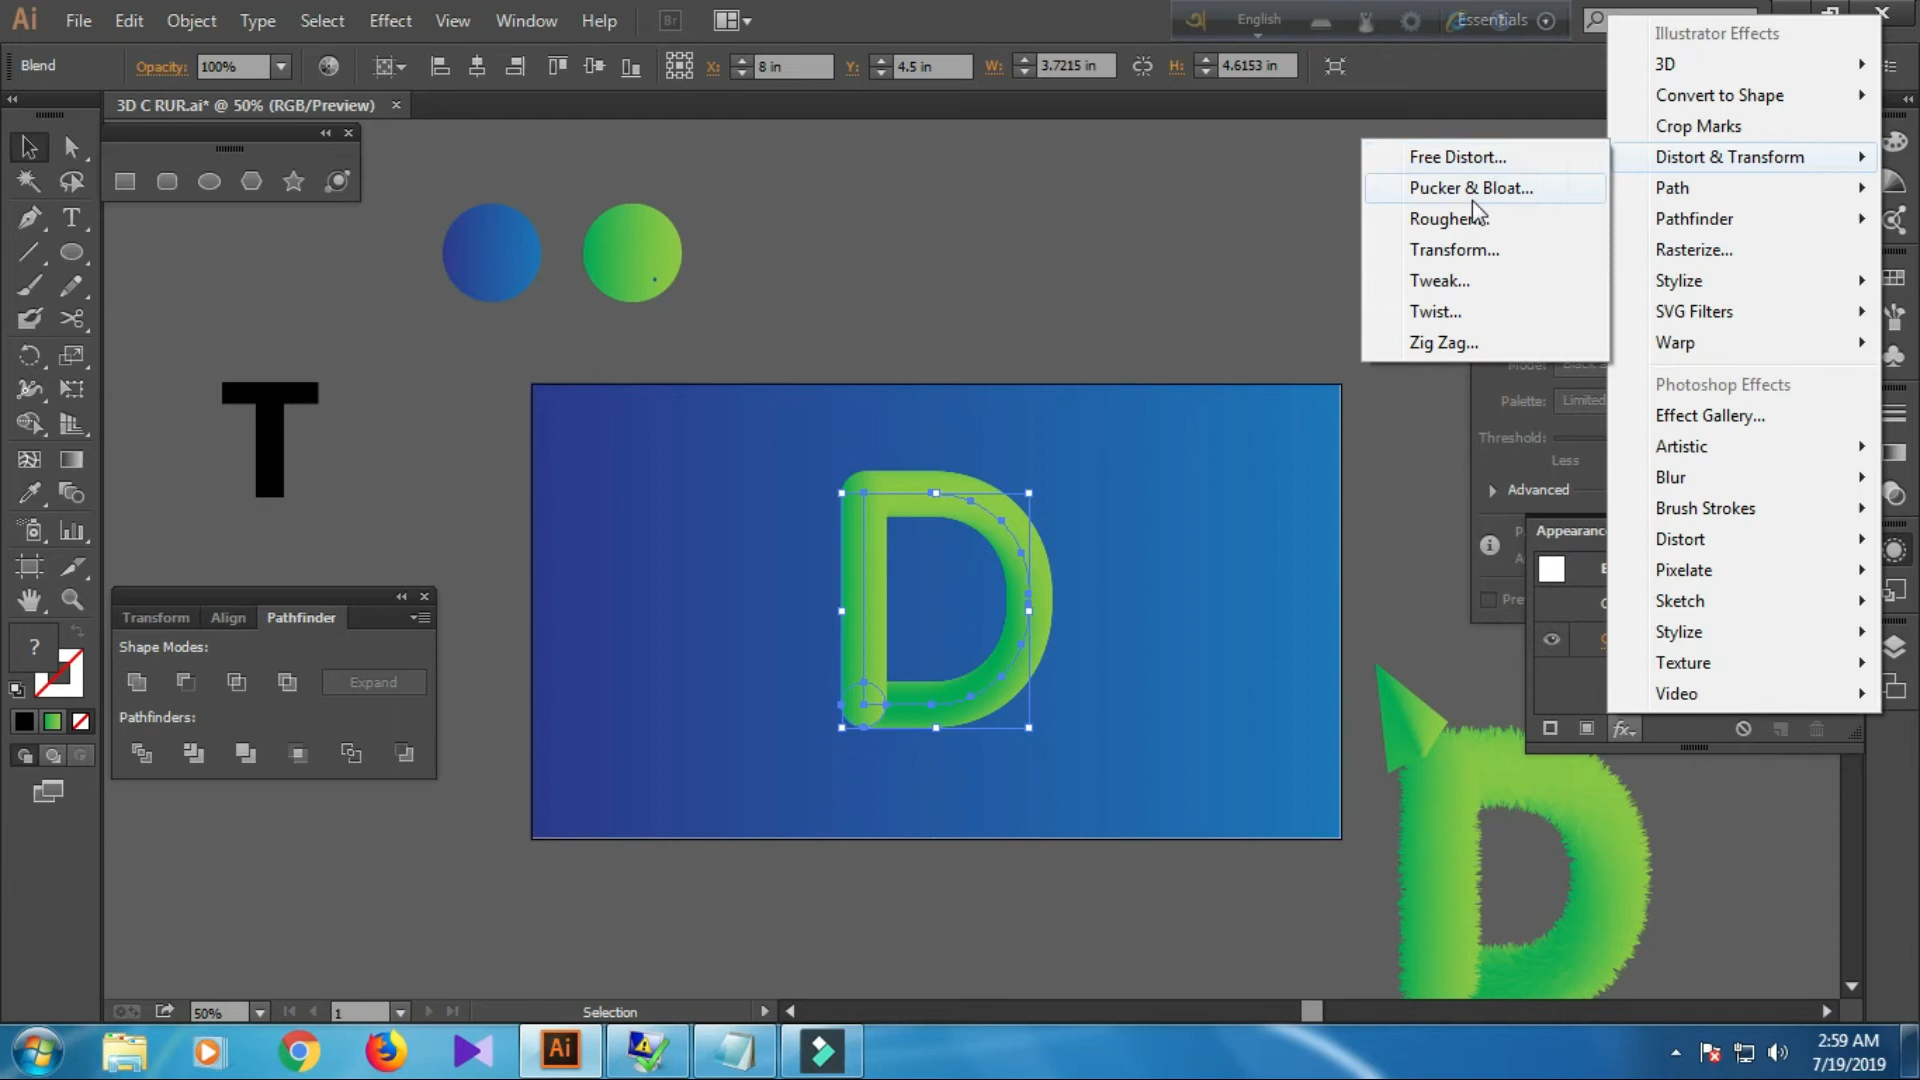 Ai File Edit Object Type Select Effect View Window Help Br
English Essentials
Blend Opacity: 100% X: 8 in Y: 4.5 in W: 3.7215 in H: 4.6153 in
3D C RUR.ai* @ 50% (RGB/Preview)
Illustrator Effects
3D
Convert to Shape
Crop Marks
Distort & Transform
Path
Pathfinder
Rasterize...
Stylize
SVG Filters
Warp
Photoshop Effects
Effect Gallery...
Artistic
Blur
Brush Strokes
Distort
Pixelate
Sketch
Stylize
Texture
Video
Free Distort...
Pucker & Bloat...
Transform...
Tweak...
Twist...
Zig Zag...
Mode:
Palette: Limited
Threshold:
Less
Advanced
Appearance
fx
T
D
D
T
Transform Align Pathfinder
Shape Modes:
Expand
Pathfinders:
?
50% 1 Selection
Ai
2:59 AM
7/19/2019